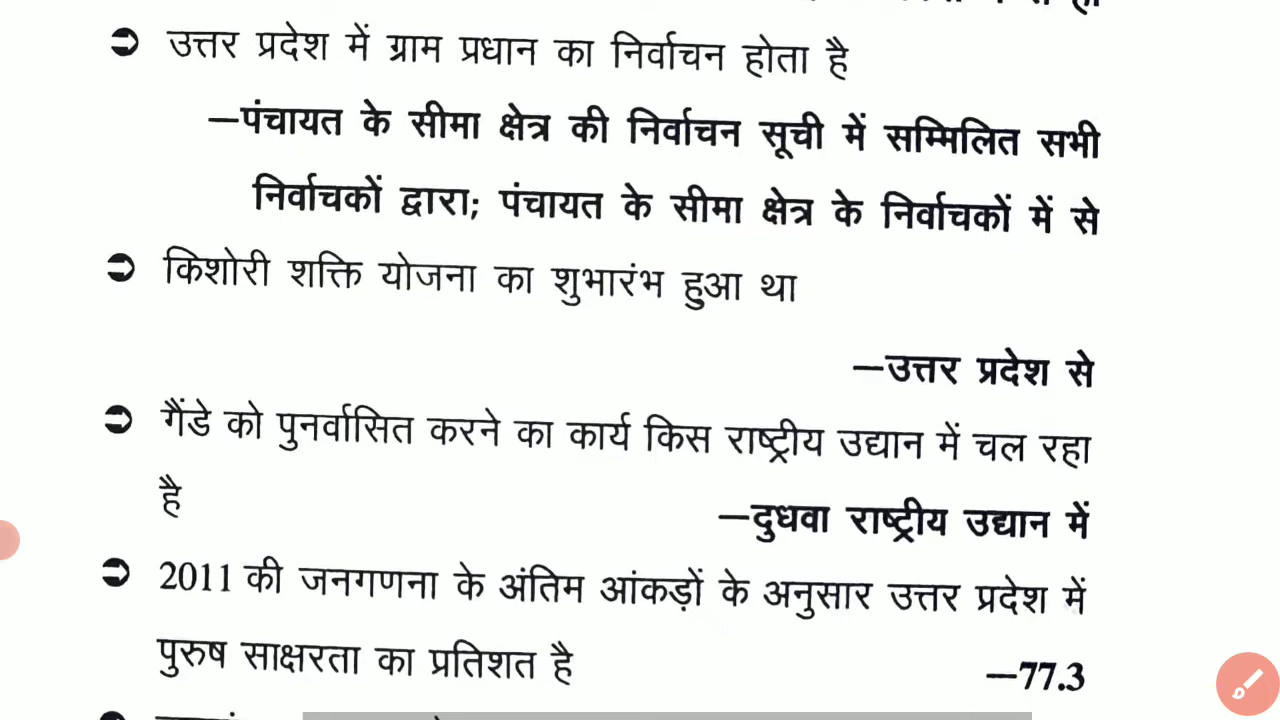 ➲ उत्तर प्रदेश में ग्राम प्रधान का निर्वाचन होता है
—पंचायत के सीमा क्षेत्र की निर्वाचन सूची में सम्मिलित सभी
निर्वाचकों द्वारा; पंचायत के सीमा क्षेत्र के निर्वाचकों में से
➲ किशोरी शक्ति योजना का शुभारंभ हुआ था
—उत्तर प्रदेश से
➲ गैंडे को पुनर्वासित करने का कार्य किस राष्ट्रीय उद्यान में चल रहा
है —दुधवा राष्ट्रीय उद्यान में
➲ 2011 की जनगणना के अंतिम आंकड़ों के अनुसार उत्तर प्रदेश में
पुरुष साक्षरता का प्रतिशत है —77.3